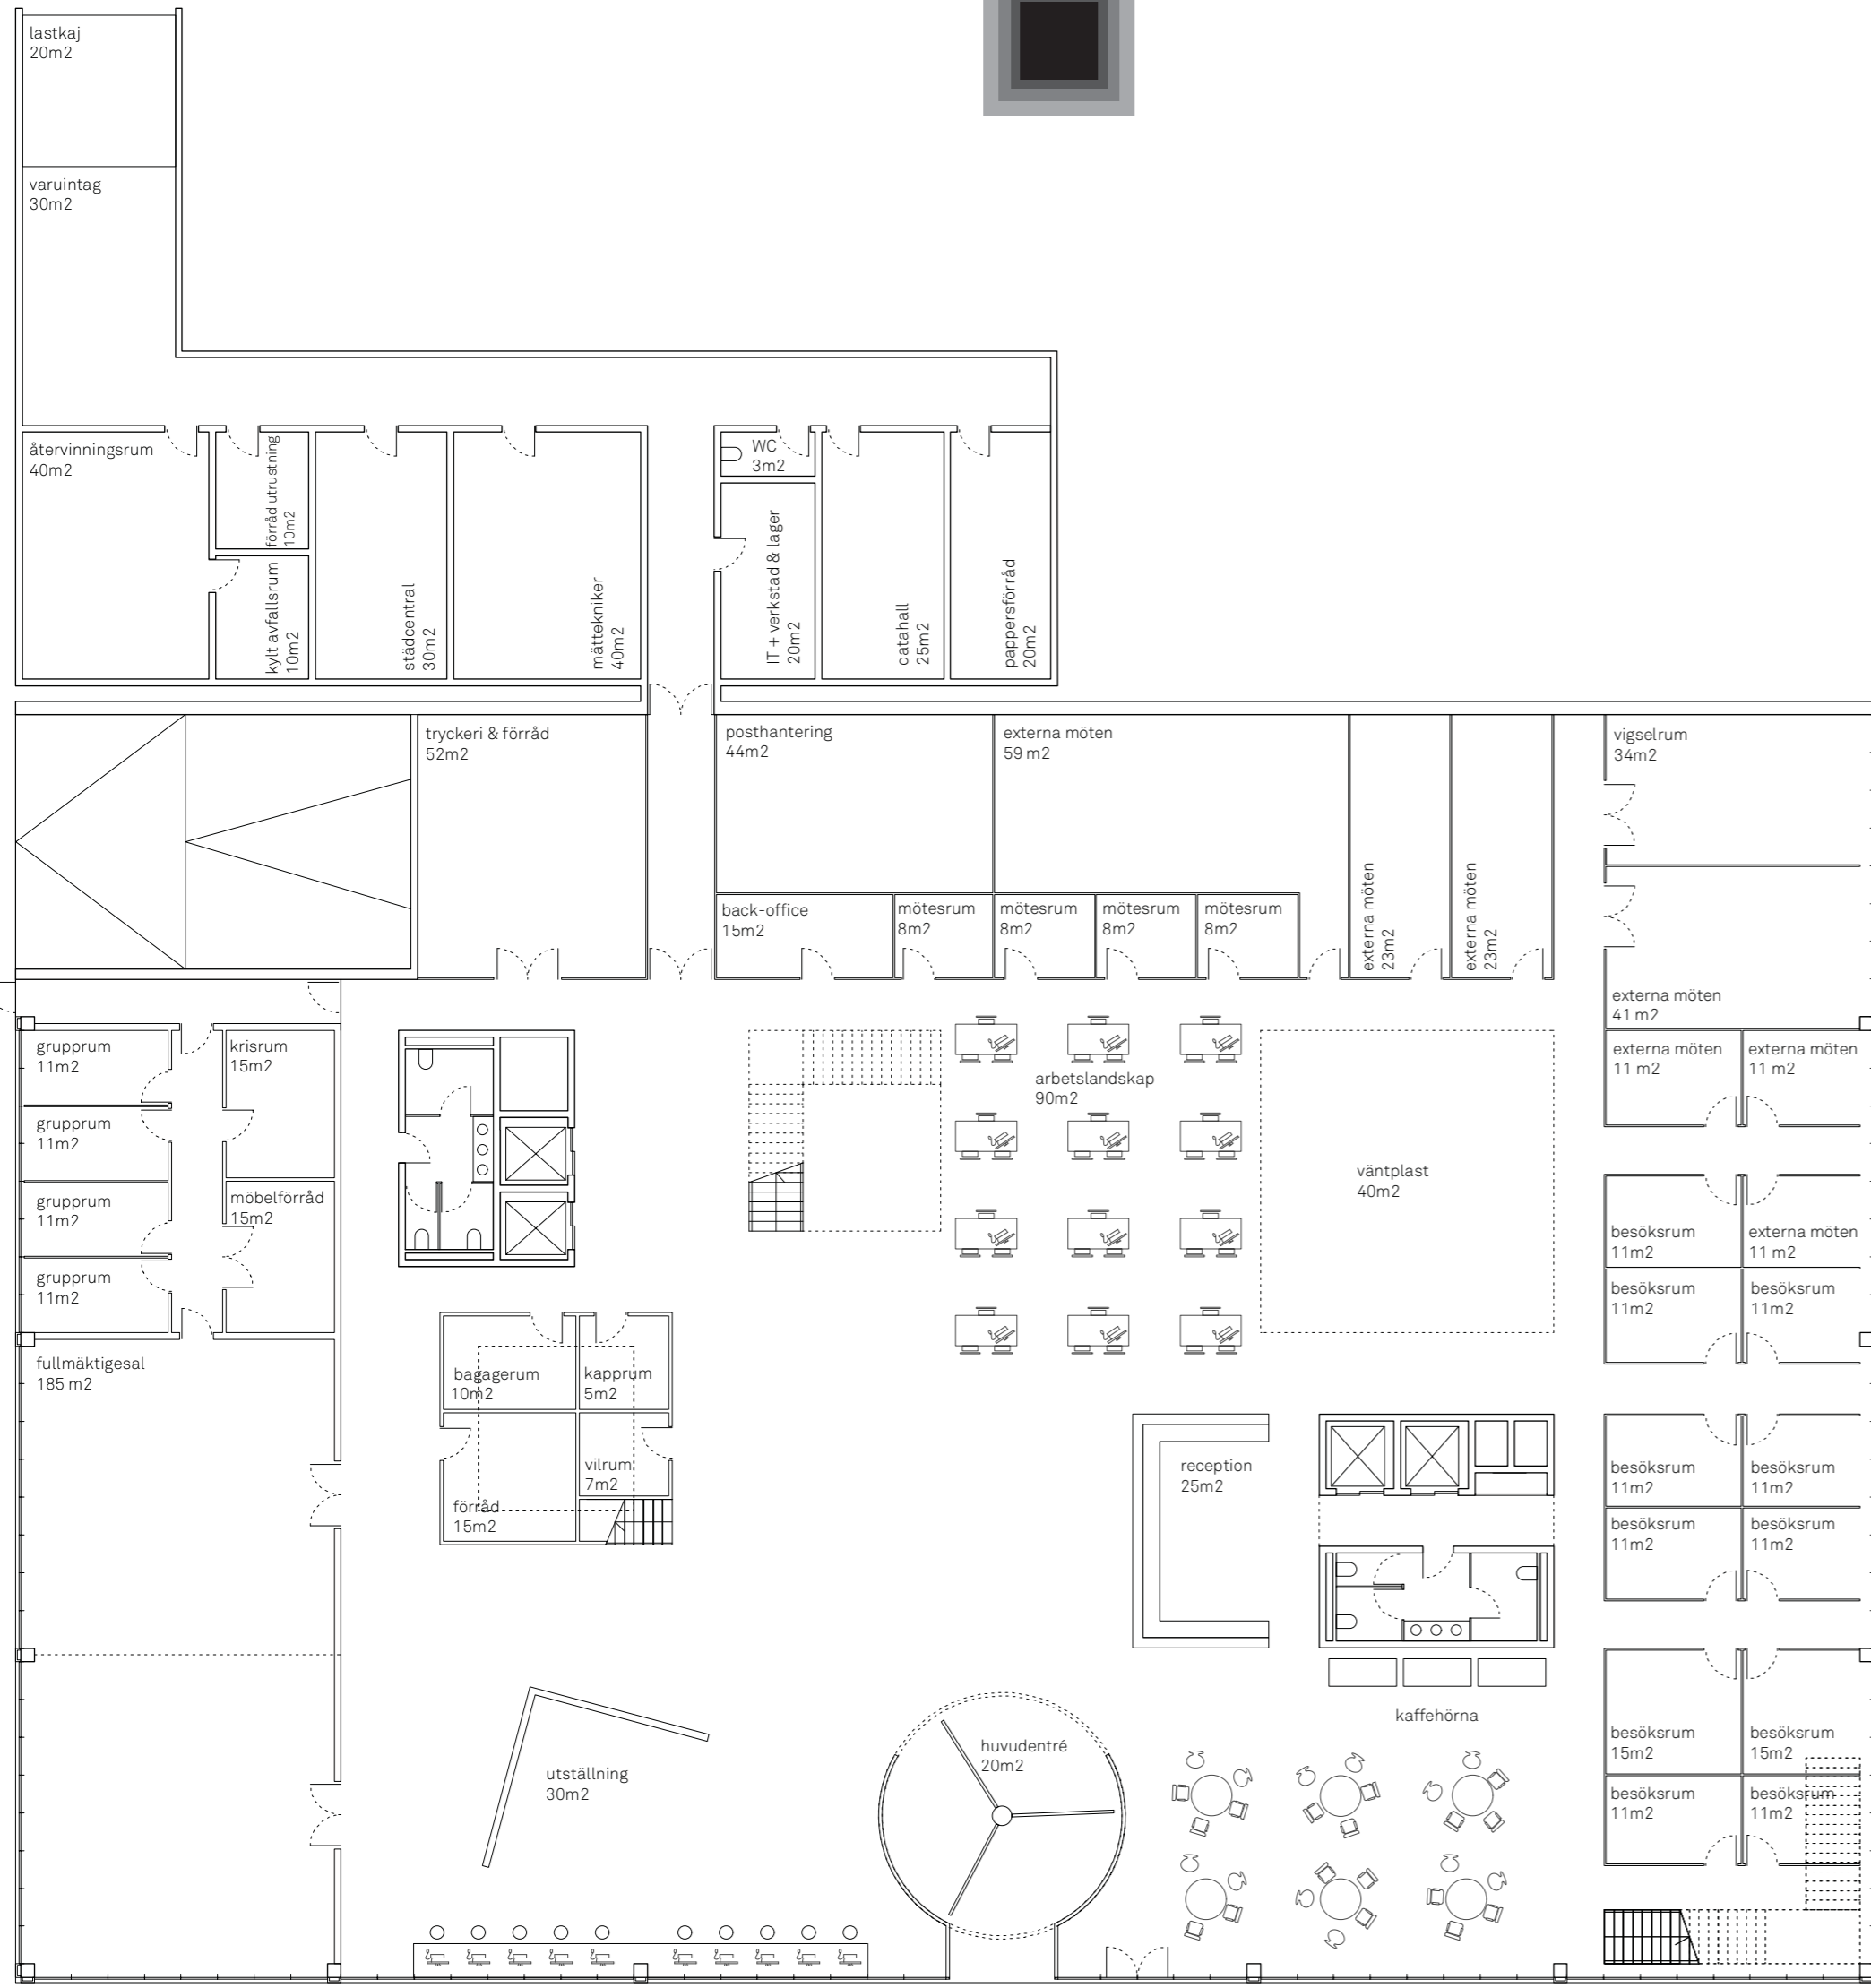 lastkaj
20m2
varuintag
30m2
återvinningsrum
40m2
förråd utrustning
10m2
kylt avfallsrum
10m2
städcentral
30m2
mättekniker
40m2
WC
3m2
IT + verkstad & lager
20m2
datahall
25m2
pappersförråd
20m2
tryckeri & förråd
52m2
posthantering
44m2
externa möten
59 m2
vigselrum
34m2
back-office
15m2
mötesrum
8m2
mötesrum
8m2
mötesrum
8m2
mötesrum
8m2
externa möten
23m2
externa möten
23m2
externa möten
41 m2
grupprum
11m2
krisrum
15m2
grupprum
11m2
grupprum
11m2
möbelförråd
15m2
grupprum
11m2
arbetslandskap
90m2
väntplast
40m2
externa möten
11 m2
externa möten
11 m2
besöksrum
11m2
externa möten
11 m2
besöksrum
11m2
besöksrum
11m2
fullmäktigesal
185 m2
bagagerum
10m2
kapprum
5m2
vilrum
7m2
förråd
15m2
reception
25m2
besöksrum
11m2
besöksrum
11m2
besöksrum
11m2
besöksrum
11m2
kaffehörna
huvudentré
20m2
utställning
30m2
besöksrum
15m2
besöksrum
15m2
besöksrum
11m2
besöksrum
11m2